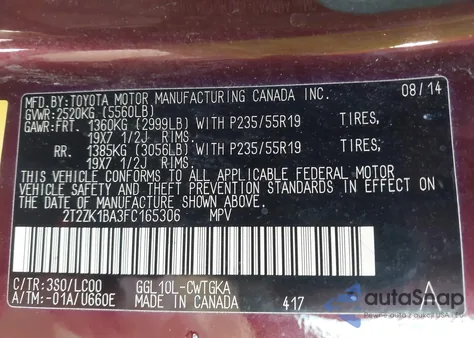 MFD.BY:TOYOTA MOTOR MANUFACTURING CANADA INC. 08/14
GVWR:2520KG (5560LB)
GAWR:FRT. 1360KG (2999LB) WITH P235/55R19 TIRES,
19X7 1/2J RIMS.
RR. 1385KG (3056LB) WITH P235/55R19 TIRES,
19X7 1/2J RIMS.
THIS VEHICLE CONFORMS TO ALL APPLICABLE FEDERAL MOTOR
VEHICLE SAFETY AND THEFT PREVENTION STANDARDS IN EFFECT ON
THE DATE OF MANUFACTURE SHOWN ABOVE.
2T2ZK1BA3FC165306 MPV
C/TR:3S0/LC00 GGL10L-CWTGKA A
A/TM:-01A/U660E MADE IN CANADA 417
autoSnap